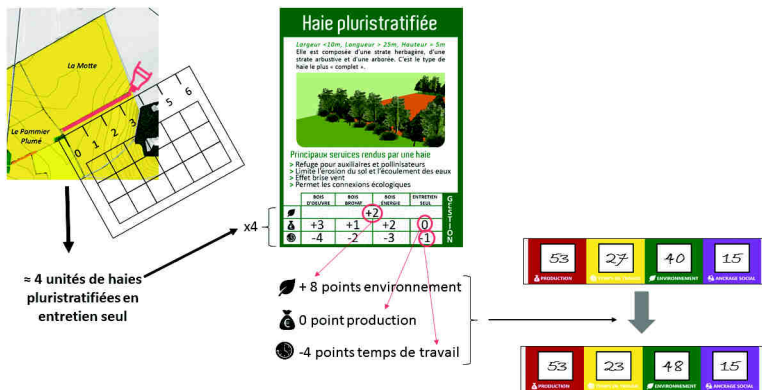 La Motte
Le Pommier
Plumé
0 1 2 3 5 6
≈ 4 unités de haies
pluristratifiées en
entretien seul
x4
Haie pluristratifiée
Largeur <10m, Longueur > 25m, Hauteur > 5m
Elle est composée d'une strate herbagère, d'une
strate arbustive et d'une arborée. C'est le type de
haie le plus « complet ».
Principaux services rendus par une haie
> Refuge pour auxiliaires et pollinisateurs
> Limite l'érosion du sol et l'écoulement des eaux
> Effet brise vent
> Permet les connexions écologiques
BOIS D'OEUVRE BOIS BROYAT BOIS ÉNERGIE ENTRETIEN SEUL
+2
+3 +1 +2 0
-4 -2 -3 -1
GESTION
+ 8 points environnement
0 point production
-4 points temps de travail
53 27 40 15
PRODUCTION TEMPS DE TRAVAIL ENVIRONNEMENT ANCRAGE SOCIAL
53 23 48 15
PRODUCTION TEMPS DE TRAVAIL ENVIRONNEMENT ANCRAGE SOCIAL